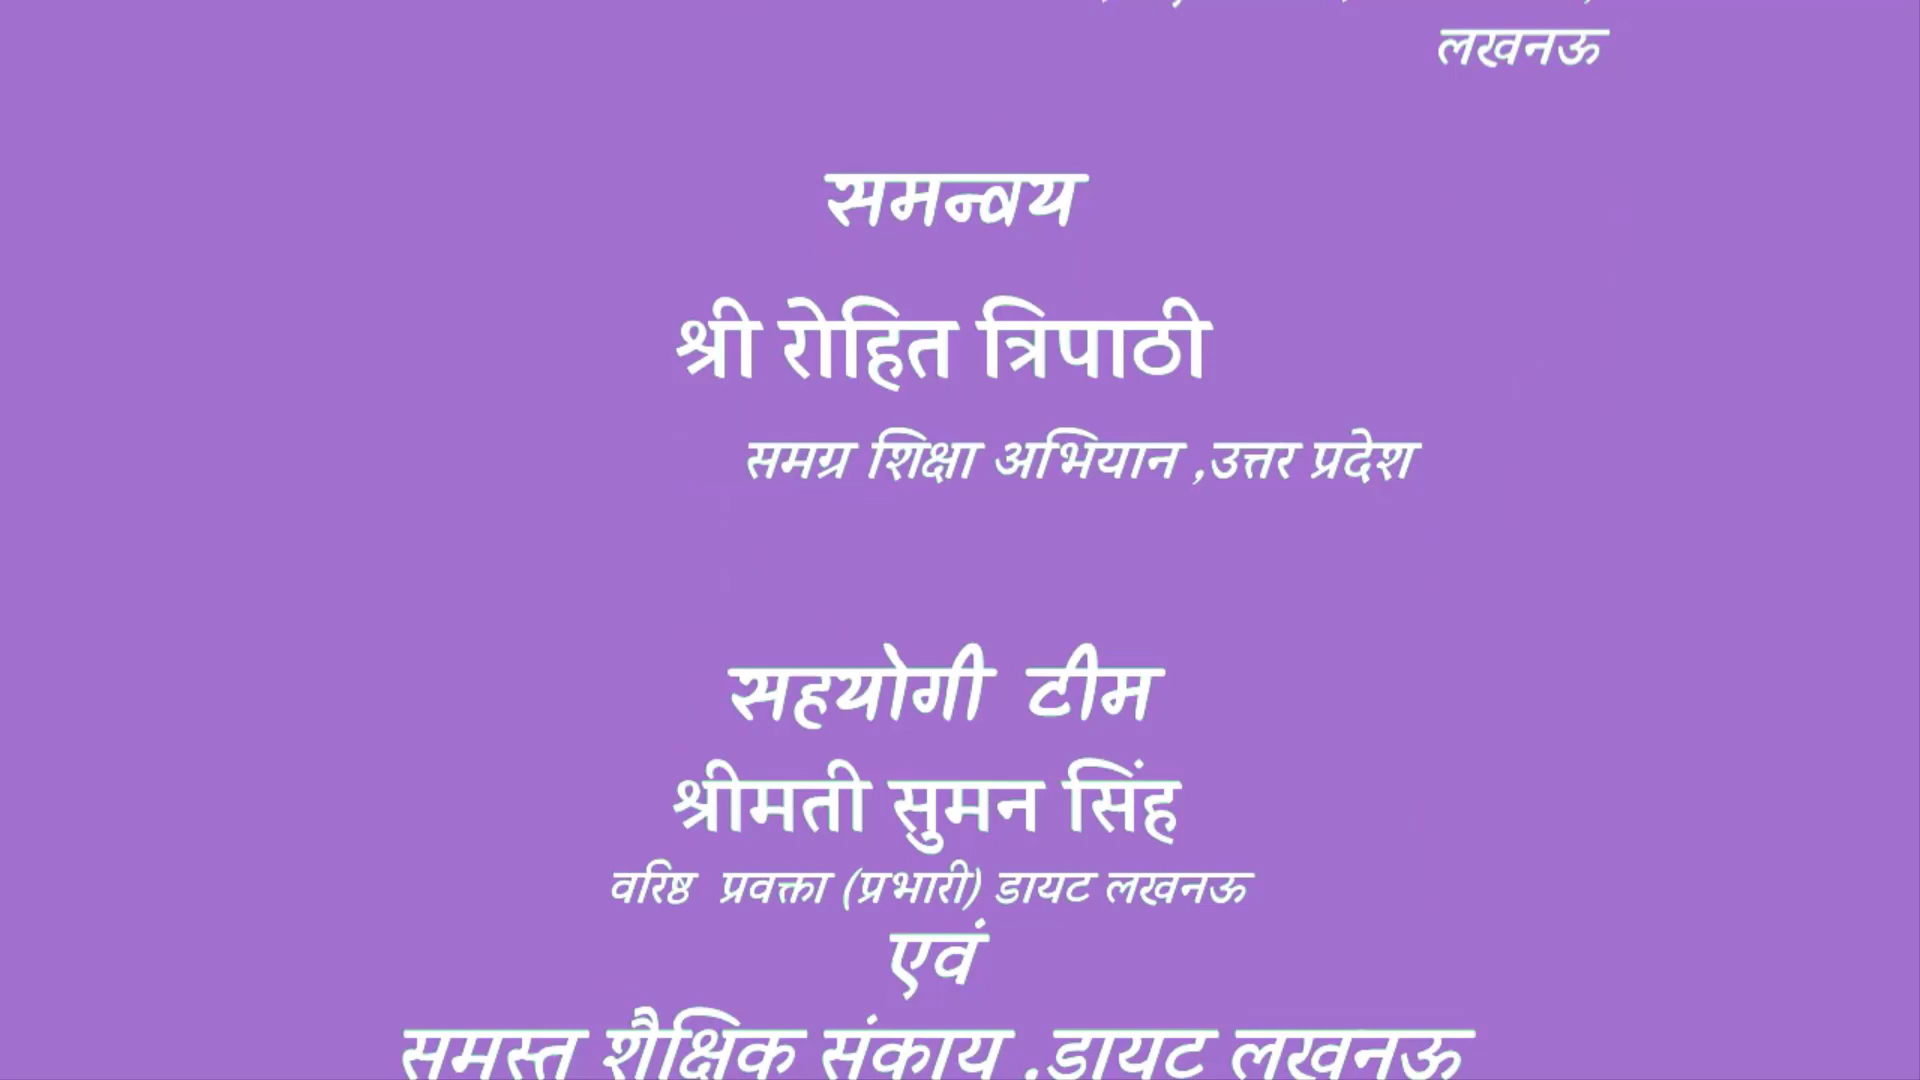 लखनऊ
समन्वय
श्री रोहित त्रिपाठी
समग्र शिक्षा अभियान ,उत्तर प्रदेश
सहयोगी टीम
श्रीमती सुमन सिंह
वरिष्ठ प्रवक्ता (प्रभारी) डायट लखनऊ
एवं
समस्त शैक्षिक संकाय ,डायट लखनऊ